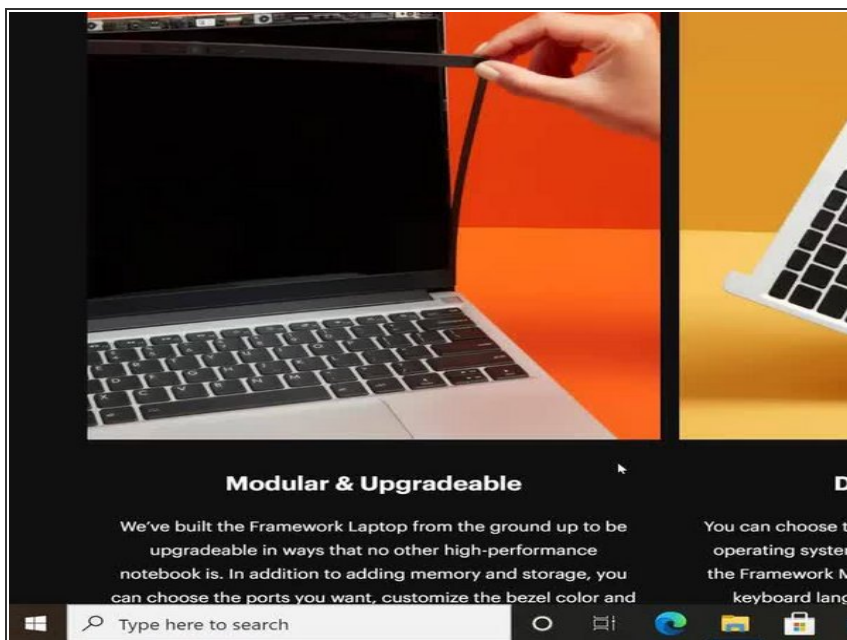 Modular & Upgradeable
We've built the Framework Laptop from the ground up to be
upgradeable in ways that no other high-performance
notebook is. In addition to adding memory and storage, you
can choose the ports you want, customize the bezel color and
D
You can choose t
operating syster
the Framework M
keyboard lang
Type here to search